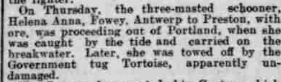 On Thursday, the three-masted schooner,
Helena Anna, Fowey, Antwerp to Preston, with
ore, was proceeding out of Portland, when she
was caught by the tide and carried on the
breakwater. Later, she was towed off by the
Government tug Tortoise, apparently un-
damaged.